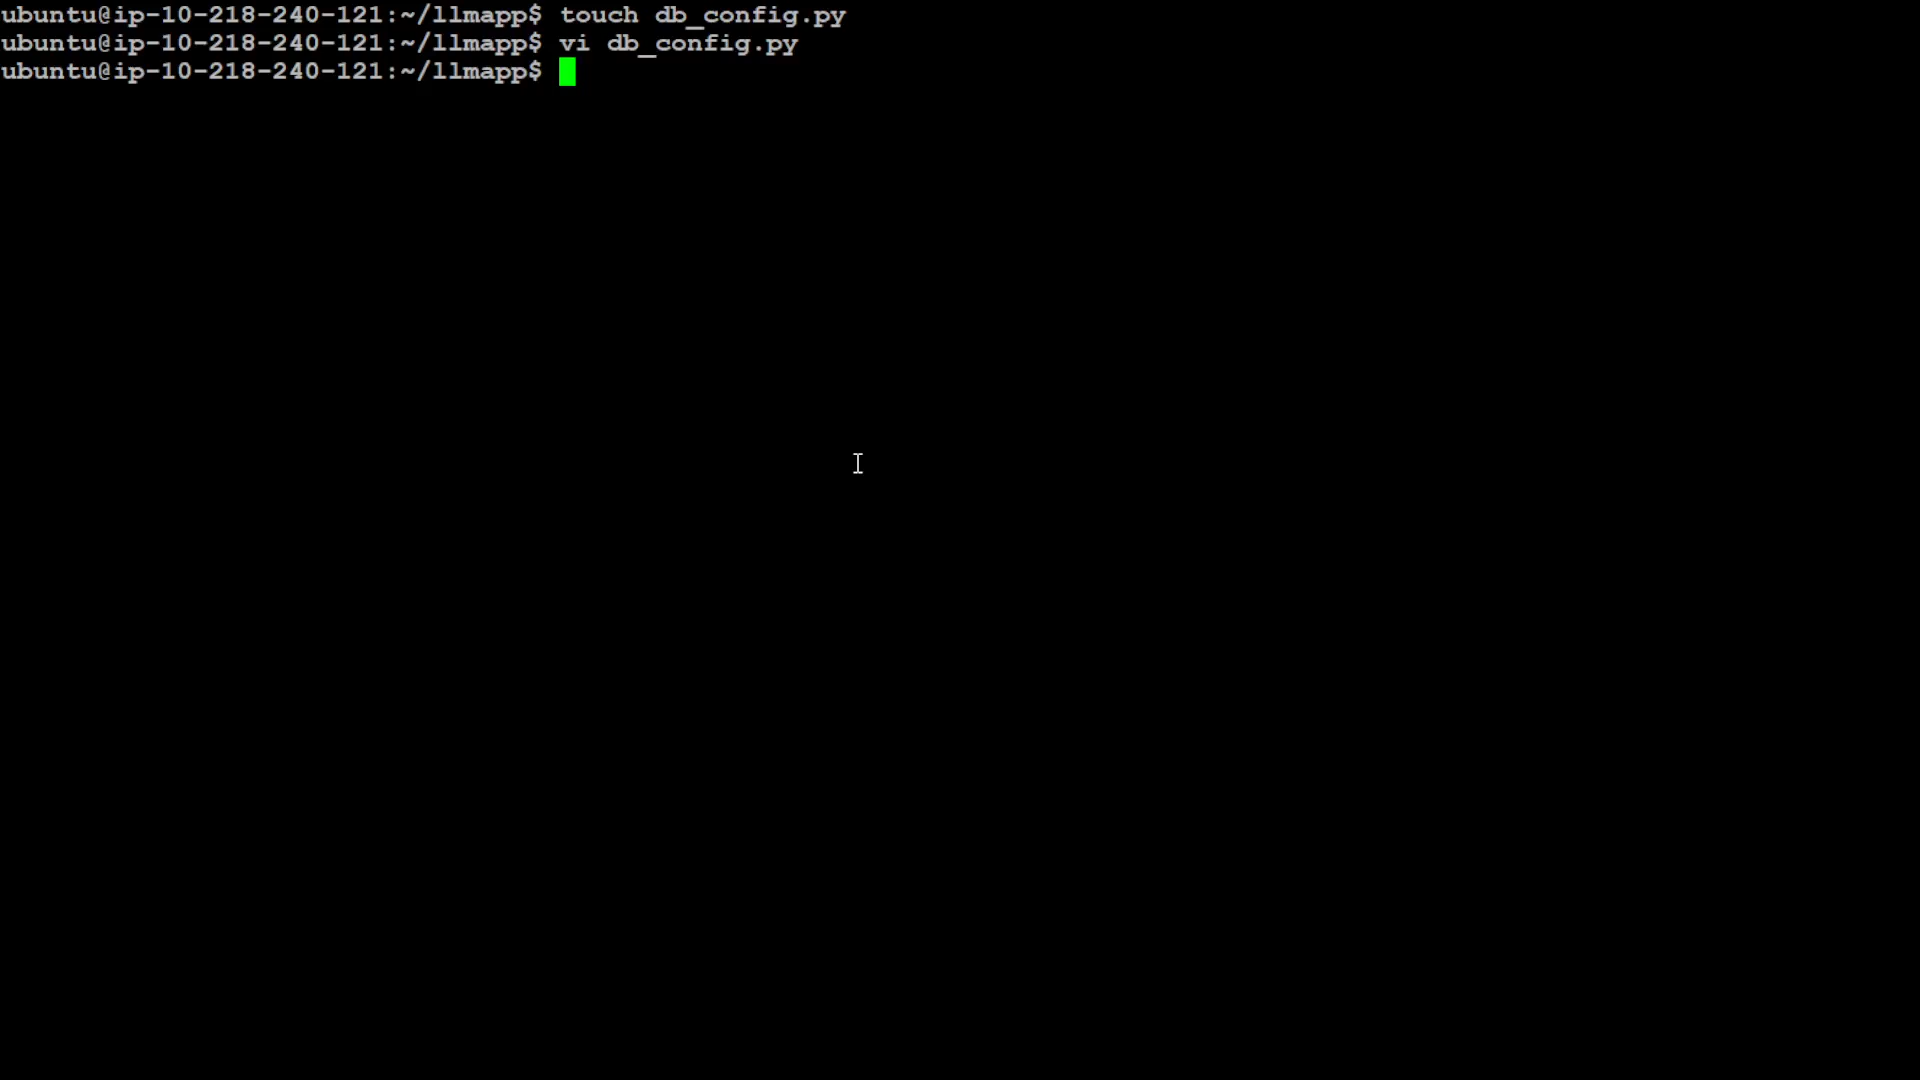 ubuntu@ip-10-218-240-121:~/llmapp$ touch db_config.py
ubuntu@ip-10-218-240-121:~/llmapp$ vi db_config.py
ubuntu@ip-10-218-240-121:~/llmapp$